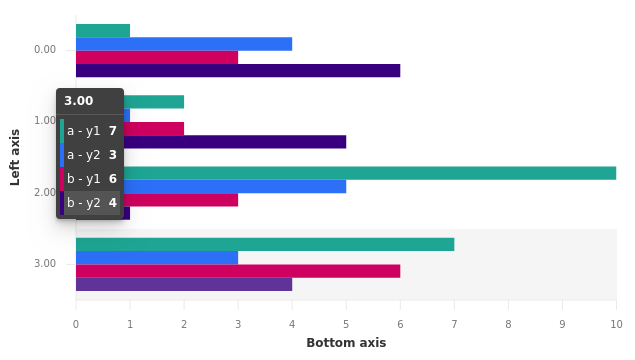 0.00
1.00
2.00
3.00
Left axis
3.00
a - y1 7
a - y2 3
b - y1 6
b - y2 4
0 1 2 3 4 5 6 7 8 9 10
Bottom axis